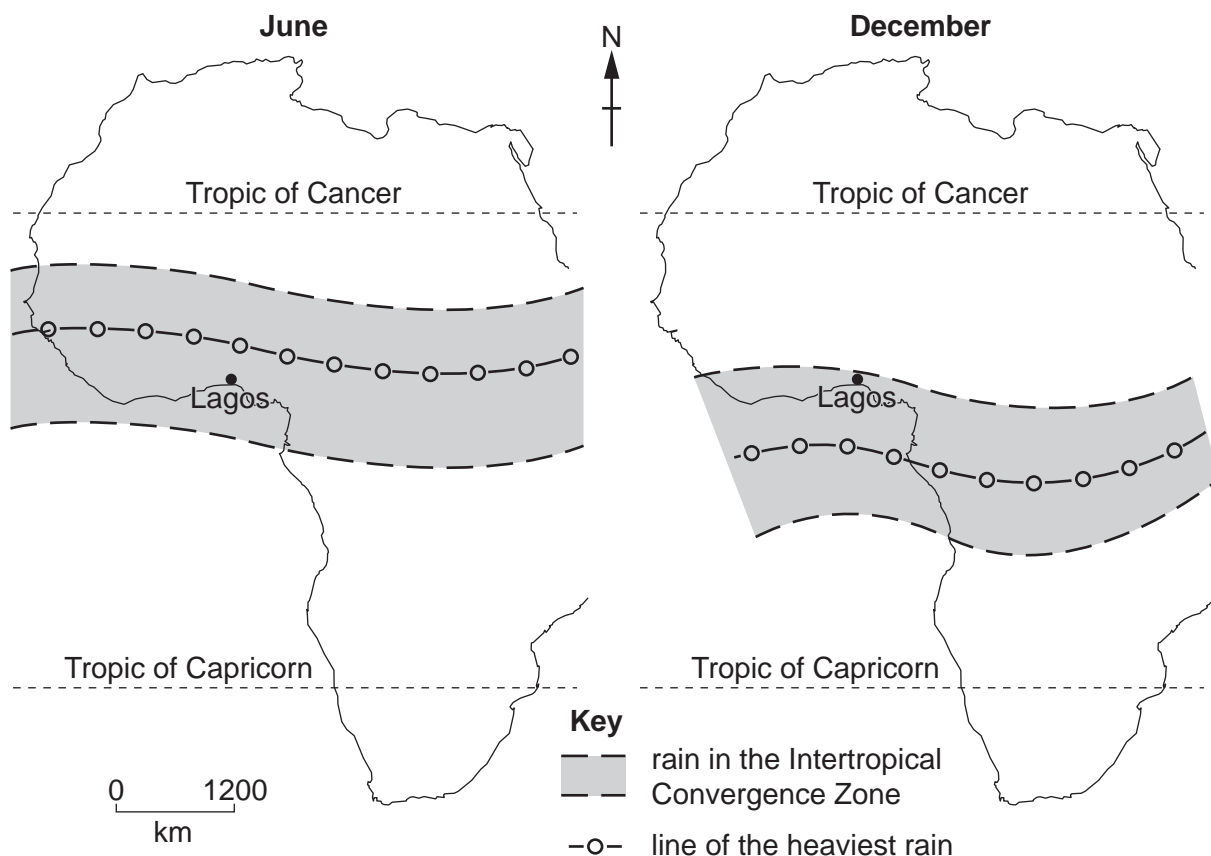 June
N
December
Tropic of Cancer
Tropic of Cancer
Lagos
Lagos
Tropic of Capricorn
Tropic of Capricorn
Key
rain in the Intertropical
Convergence Zone
0 1200
km
line of the heaviest rain